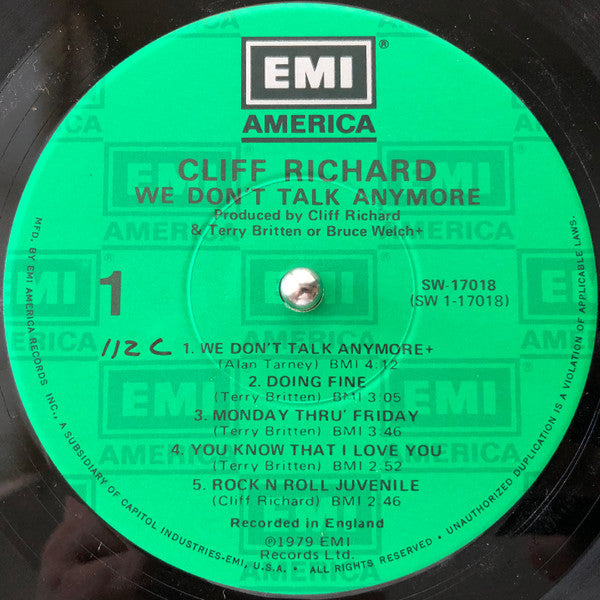 EMI®
AMERICA
CLIFF RICHARD
WE DON'T TALK ANYMORE
Produced by Cliff Richard
& Terry Britten or Bruce Welch+
1
SW-17018
(SW 1-17018)
112 C
1. WE DON'T TALK ANYMORE+
(Alan Tarney) BMI 4:12
2. DOING FINE
(Terry Britten) BMI 3:05
3. MONDAY THRU' FRIDAY
(Terry Britten) BMI 3:46
4. YOU KNOW THAT I LOVE YOU
(Terry Britten) BMI 2:52
5. ROCK N ROLL JUVENILE
(Cliff Richard) BMI 2:46
Recorded in England
℗1979 EMI
Records Ltd.
MFD. BY EMI AMERICA RECORDS INC., A SUBSIDIARY OF CAPITOL INDUSTRIES-EMI, INC. U.S.A. • ALL RIGHTS RESERVED • UNAUTHORIZED DUPLICATION IS A VIOLATION OF APPLICABLE LAWS.